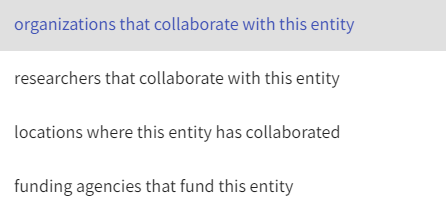 organizations that collaborate with this entity
researchers that collaborate with this entity
locations where this entity has collaborated
funding agencies that fund this entity